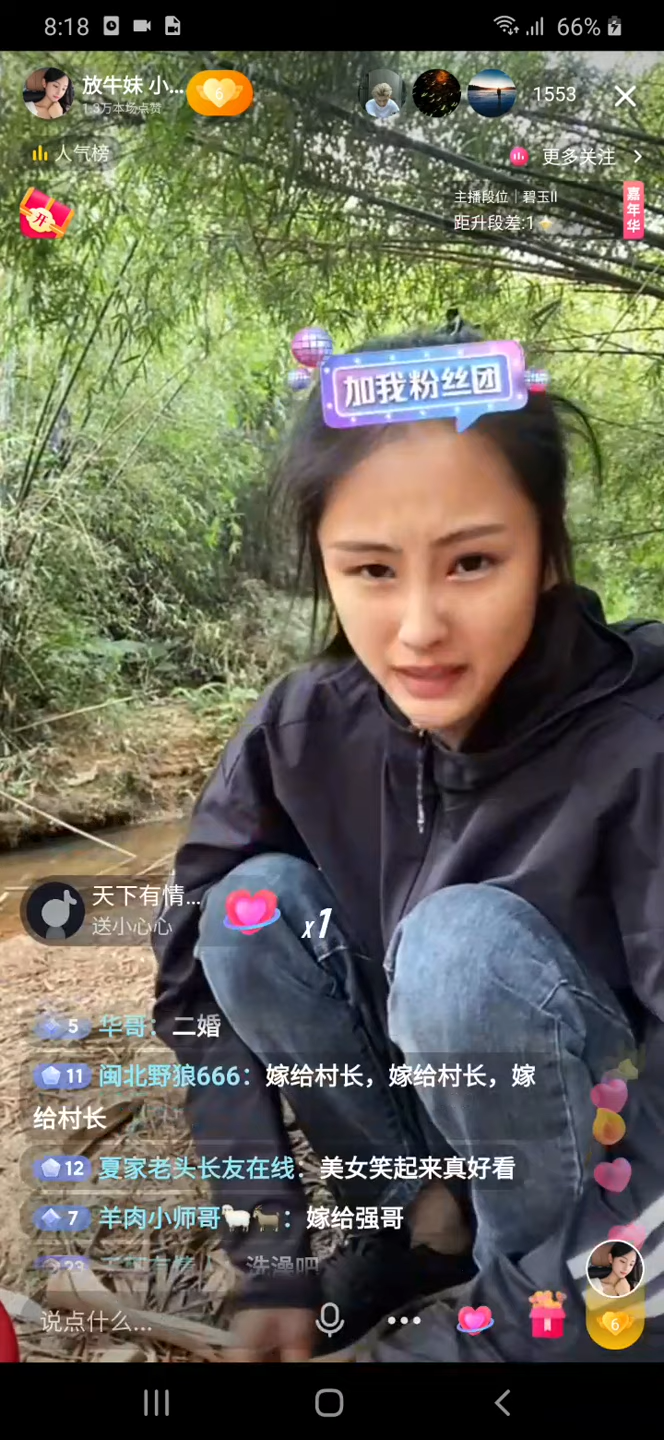 8:18
66%
放牛妹 小...
1.3万本场点赞
6
1553
人气榜
更多关注
主播段位 | 碧玉II
距升段差:1
嘉年华
开
加我粉丝团
天下有情...
送小心心
x1
5 华哥：二婚
11 闽北野狼666：嫁给村长，嫁给村长，嫁
给村长
12 夏家老头长友在线：美女笑起来真好看
7 羊肉小师哥🐑🐐：嫁给强哥
23
洗澡吧
说点什么...
6